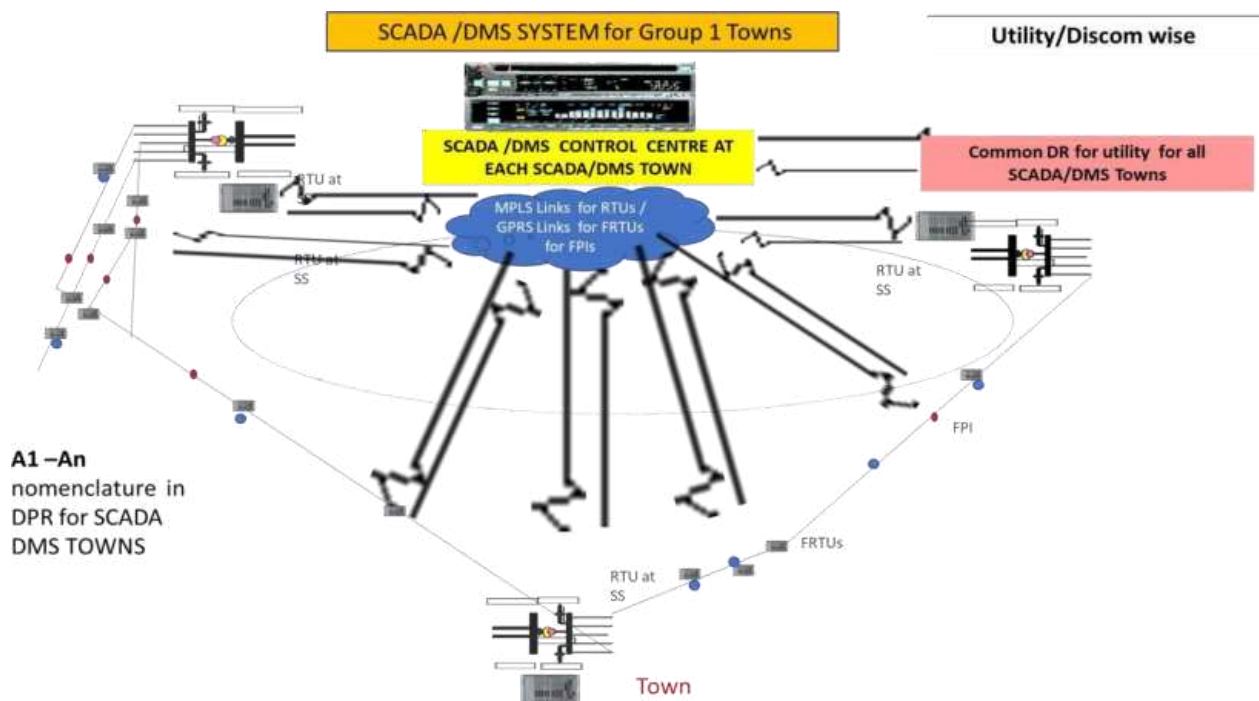 SCADA /DMS SYSTEM for Group 1 Towns
Utility/Discom wise
SCADA /DMS CONTROL CENTRE AT
EACH SCADA/DMS TOWN
Common DR for utility for all
SCADA/DMS Towns
RTU at
MPLS Links for RTUs /
GPRS Links for FRTUs
for FPIs
RTU at
SS
RTU at
SS
FPI
A1 –An
nomenclature in
DPR for SCADA
DMS TOWNS
FRTUs
RTU at
SS
Town